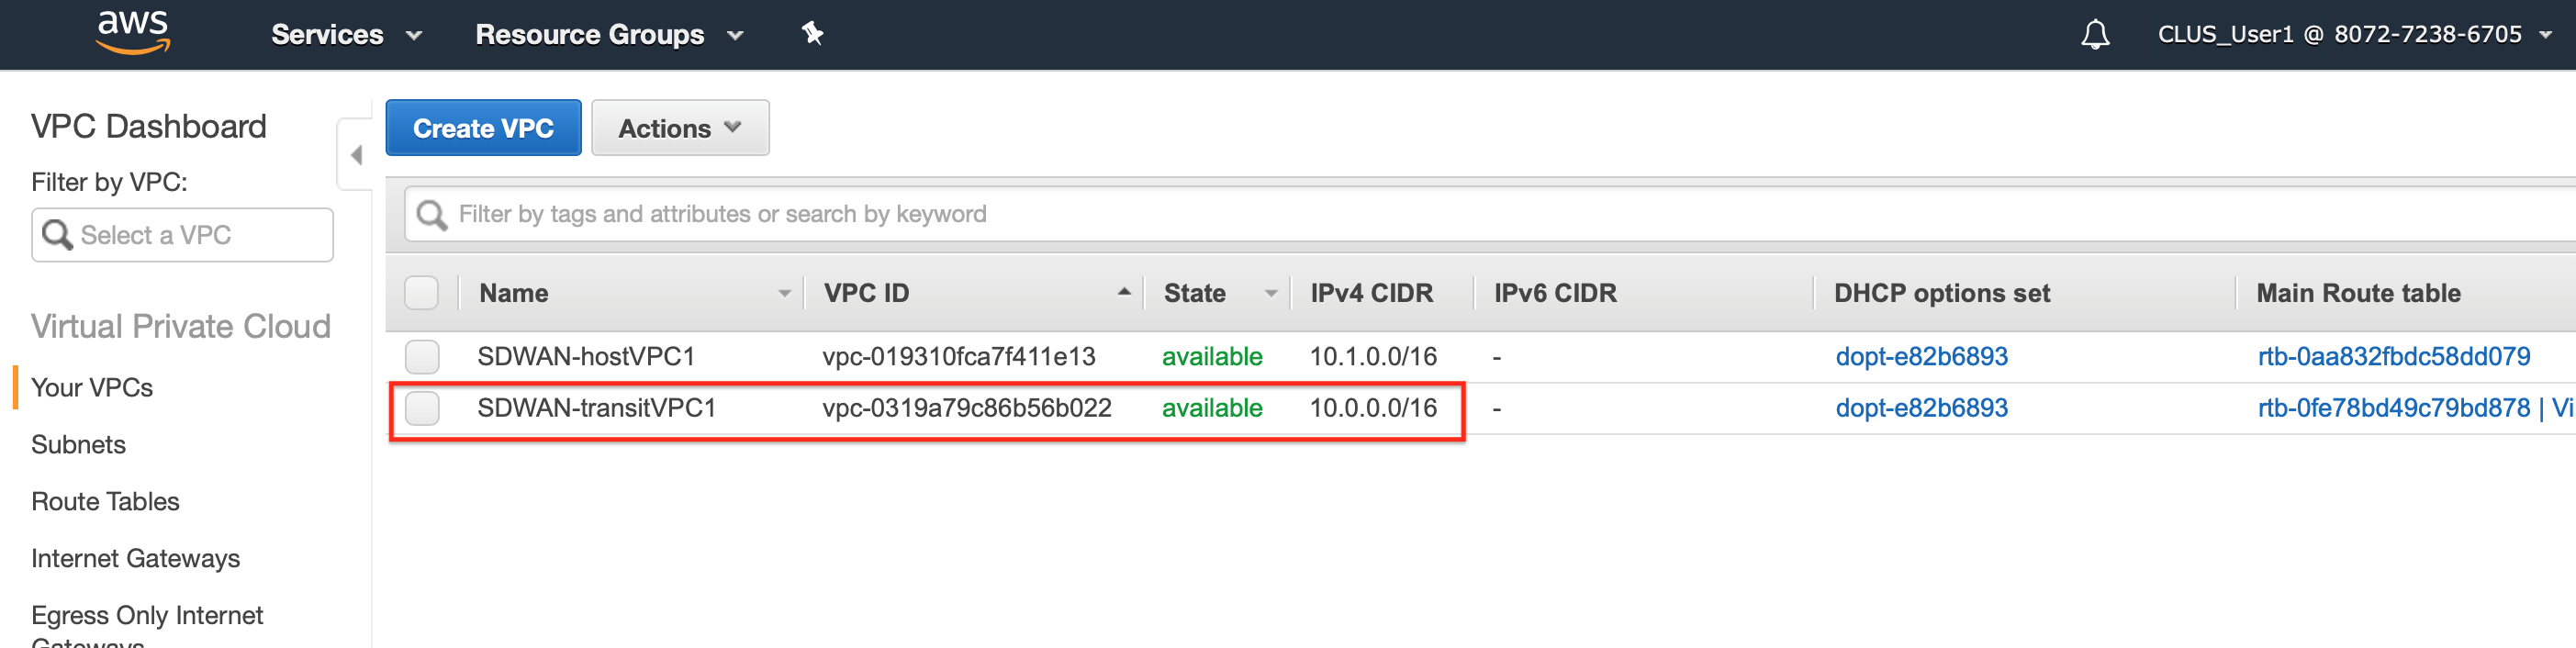 aws Services Resource Groups CLUS_User1 @ 8072-7238-6705
VPC Dashboard
Filter by VPC:
Select a VPC
Virtual Private Cloud
Your VPCs
Subnets
Route Tables
Internet Gateways
Egress Only Internet
Gateways
Create VPC Actions
Filter by tags and attributes or search by keyword
Name VPC ID State IPv4 CIDR IPv6 CIDR DHCP options set Main Route table
SDWAN-hostVPC1 vpc-019310fca7f411e13 available 10.1.0.0/16 - dopt-e82b6893 rtb-0aa832fbdc58dd079
SDWAN-transitVPC1 vpc-0319a79c86b56b022 available 10.0.0.0/16 - dopt-e82b6893 rtb-0fe78bd49c79bd878 | Vi